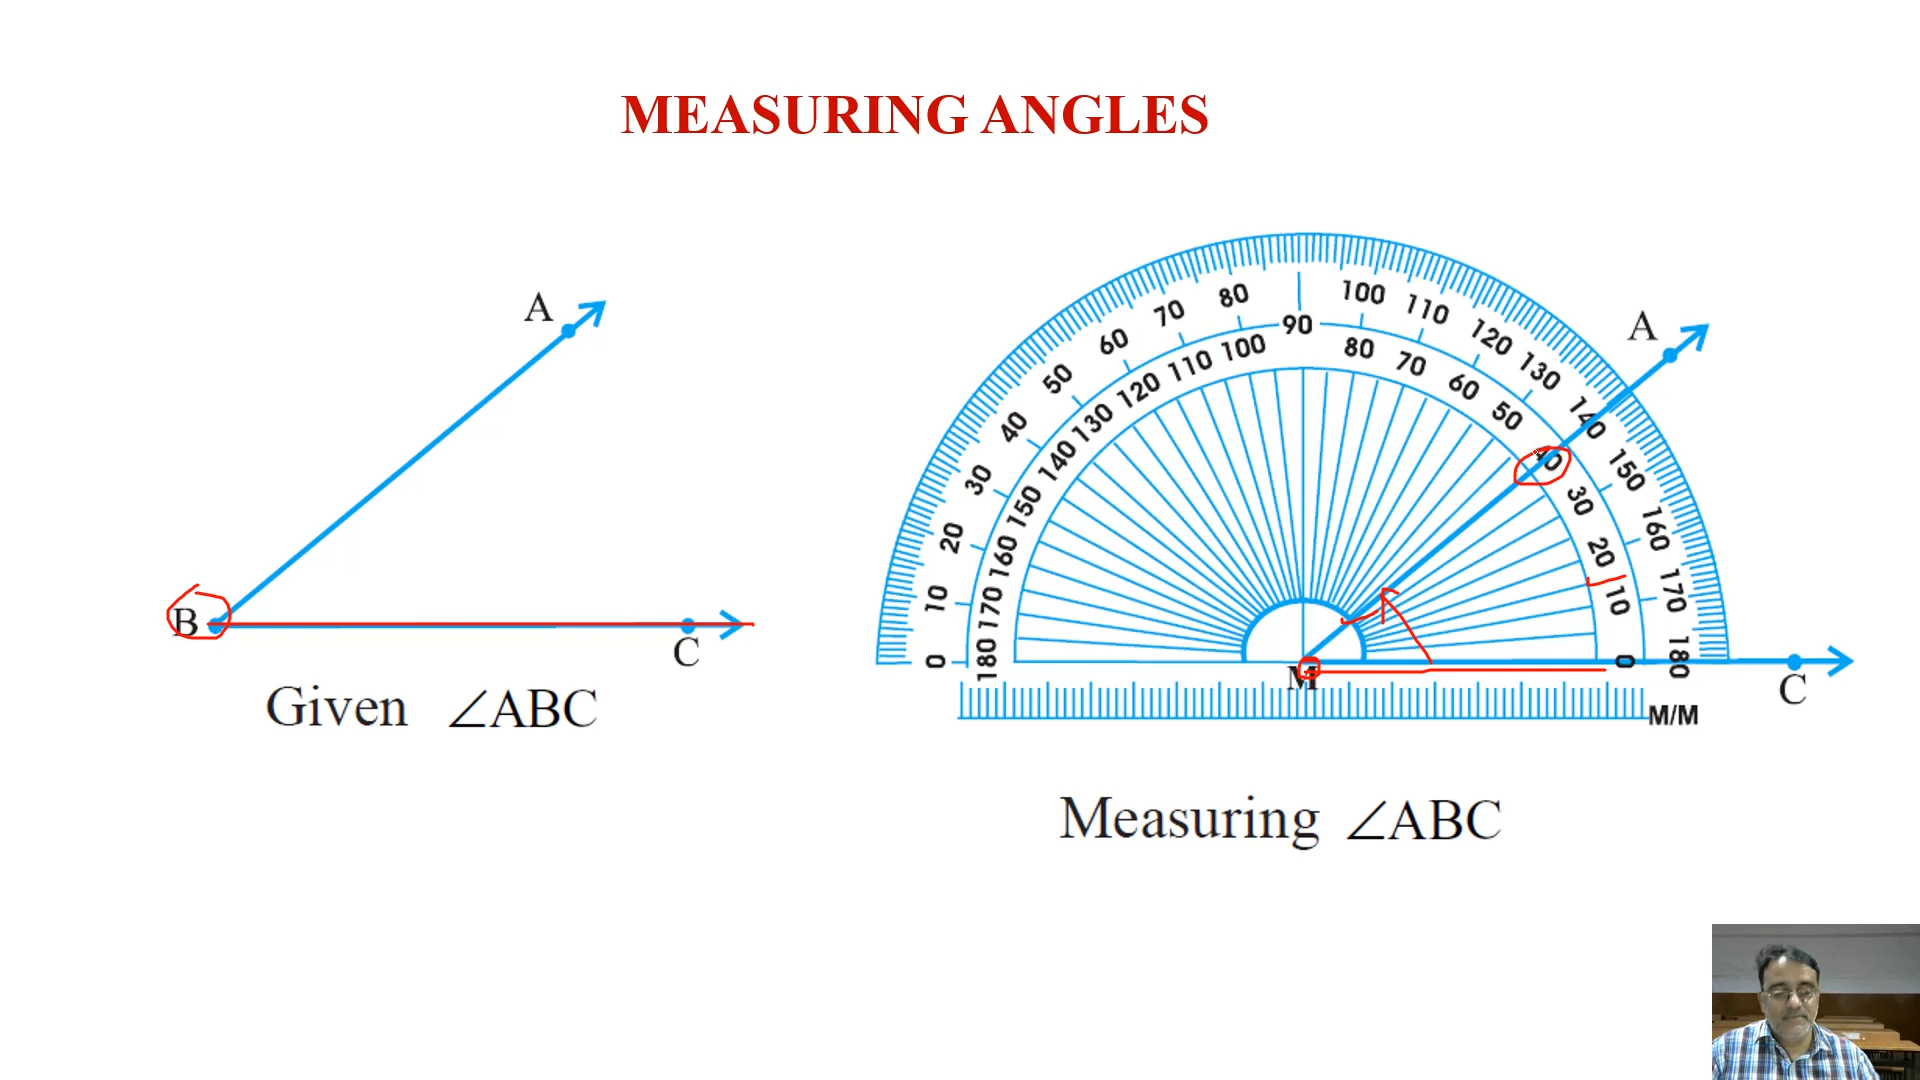 MEASURING ANGLES
A
B
C
Given ∠ABC
0 10 20 30 40 50 60 70 80 90 100 110 120 130 140 150 160 170 180
180 170 160 150 140 130 120 110 100 80 70 60 50 40 30 20 10 0
A
M
C
M/M
Measuring ∠ABC